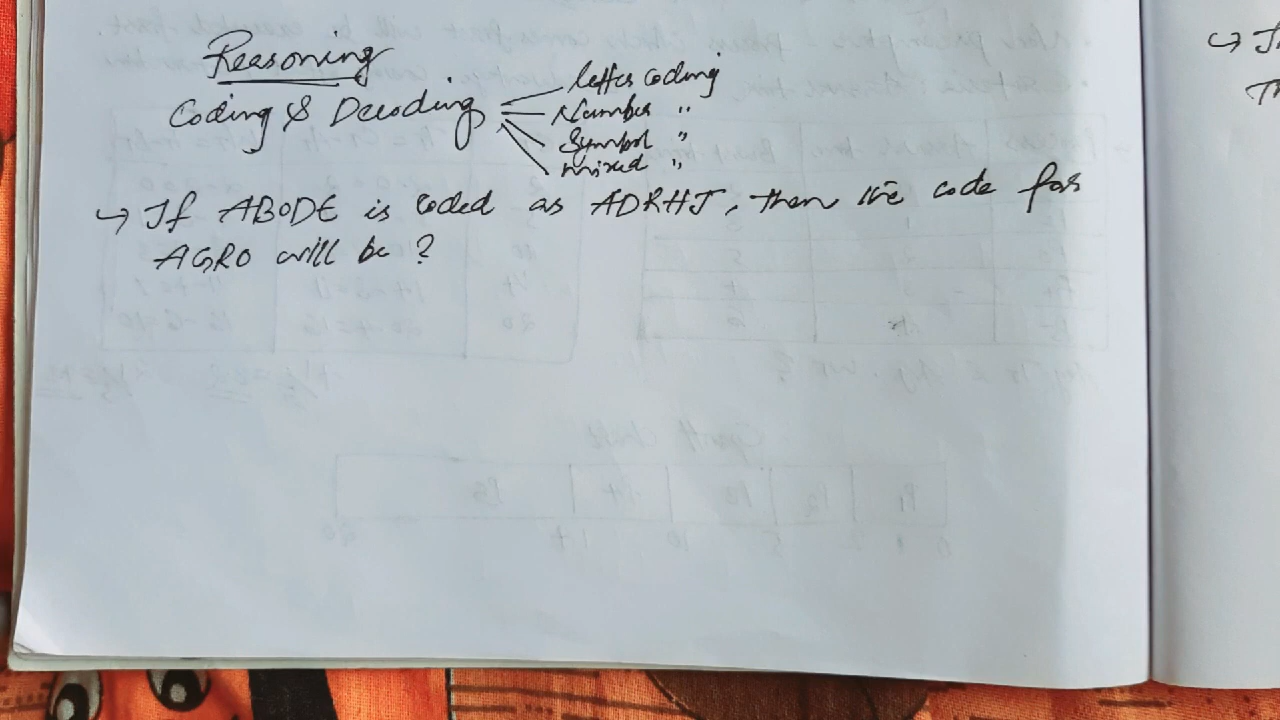 Reasoning
Coding & Decoding
letter coding
Number "
Symbol "
Mixed "
↪ If ABODE is coded as ADRHJ, then the code for
AGRO will be ?
↪ I
Th